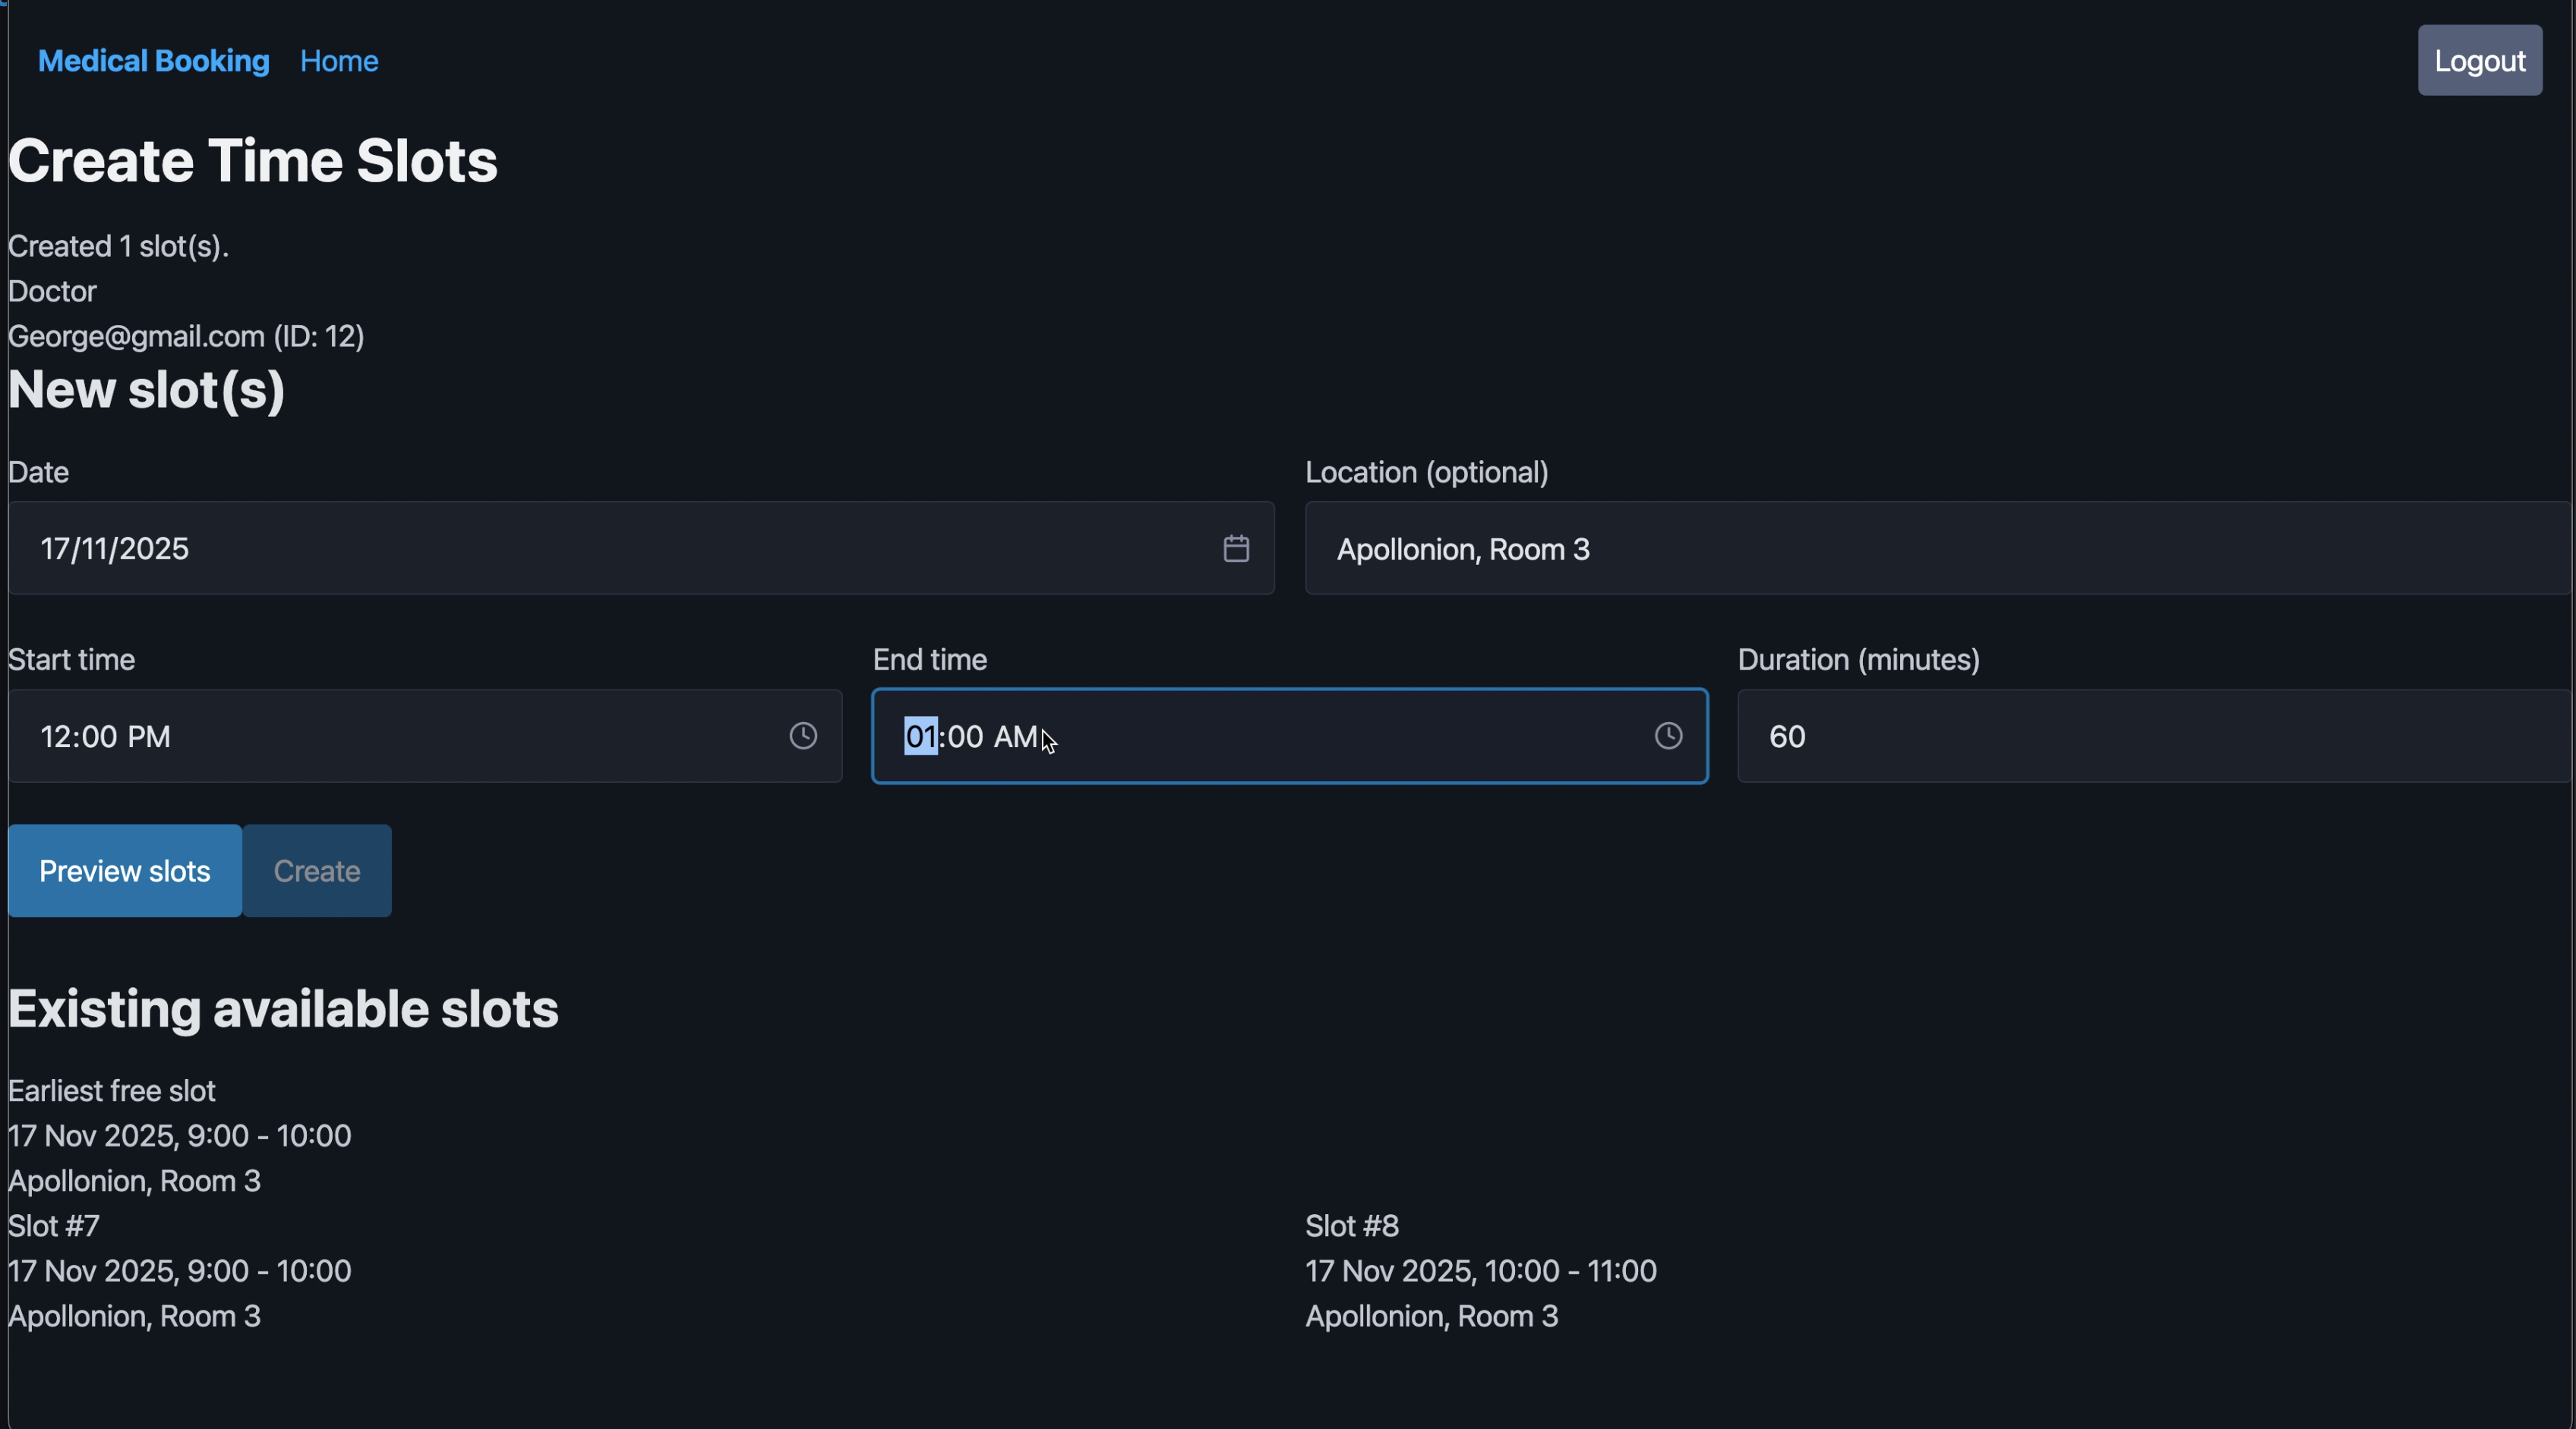 Medical Booking Home Logout
Create Time Slots
Created 1 slot(s).
Doctor
George@gmail.com (ID: 12)
New slot(s)
Date
Location (optional)
17/11/2025
Apollonion, Room 3
Start time
End time
Duration (minutes)
12:00 PM
01:00 AM
60
Preview slots
Create
Existing available slots
Earliest free slot
17 Nov 2025, 9:00 - 10:00
Apollonion, Room 3
Slot #7
17 Nov 2025, 9:00 - 10:00
Apollonion, Room 3
Slot #8
17 Nov 2025, 10:00 - 11:00
Apollonion, Room 3